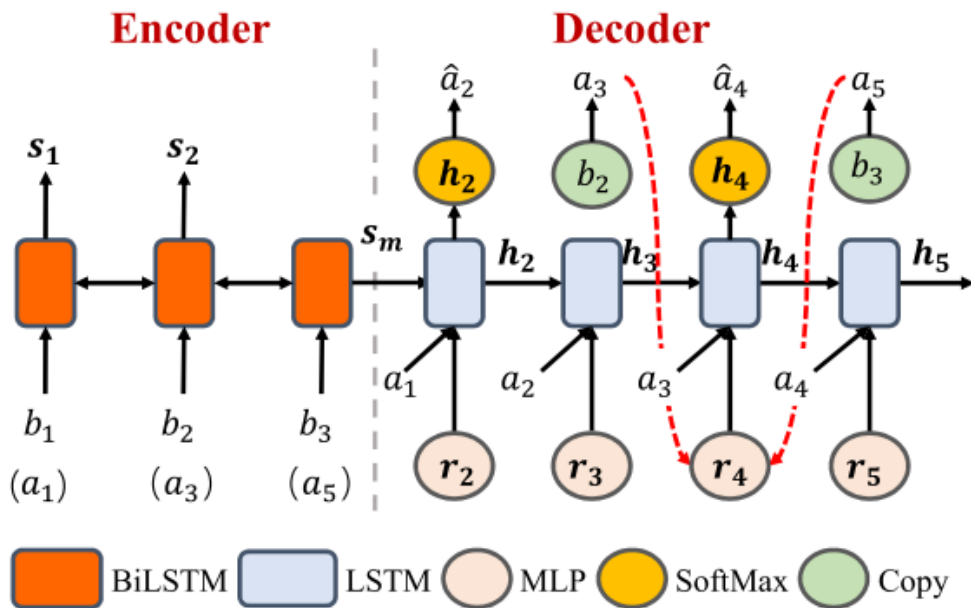 Encoder Decoder
â₂ a₃ â₄ a₅
s₁ s₂ h₂ b₂ h₄ b₃
sₘ h₂ h₃ h₄ h₅
a₁ a₂ a₃ a₄
b₁ b₂ b₃
(a₁) (a₃) (a₅) r₂ r₃ r₄ r₅
BiLSTM LSTM MLP SoftMax Copy